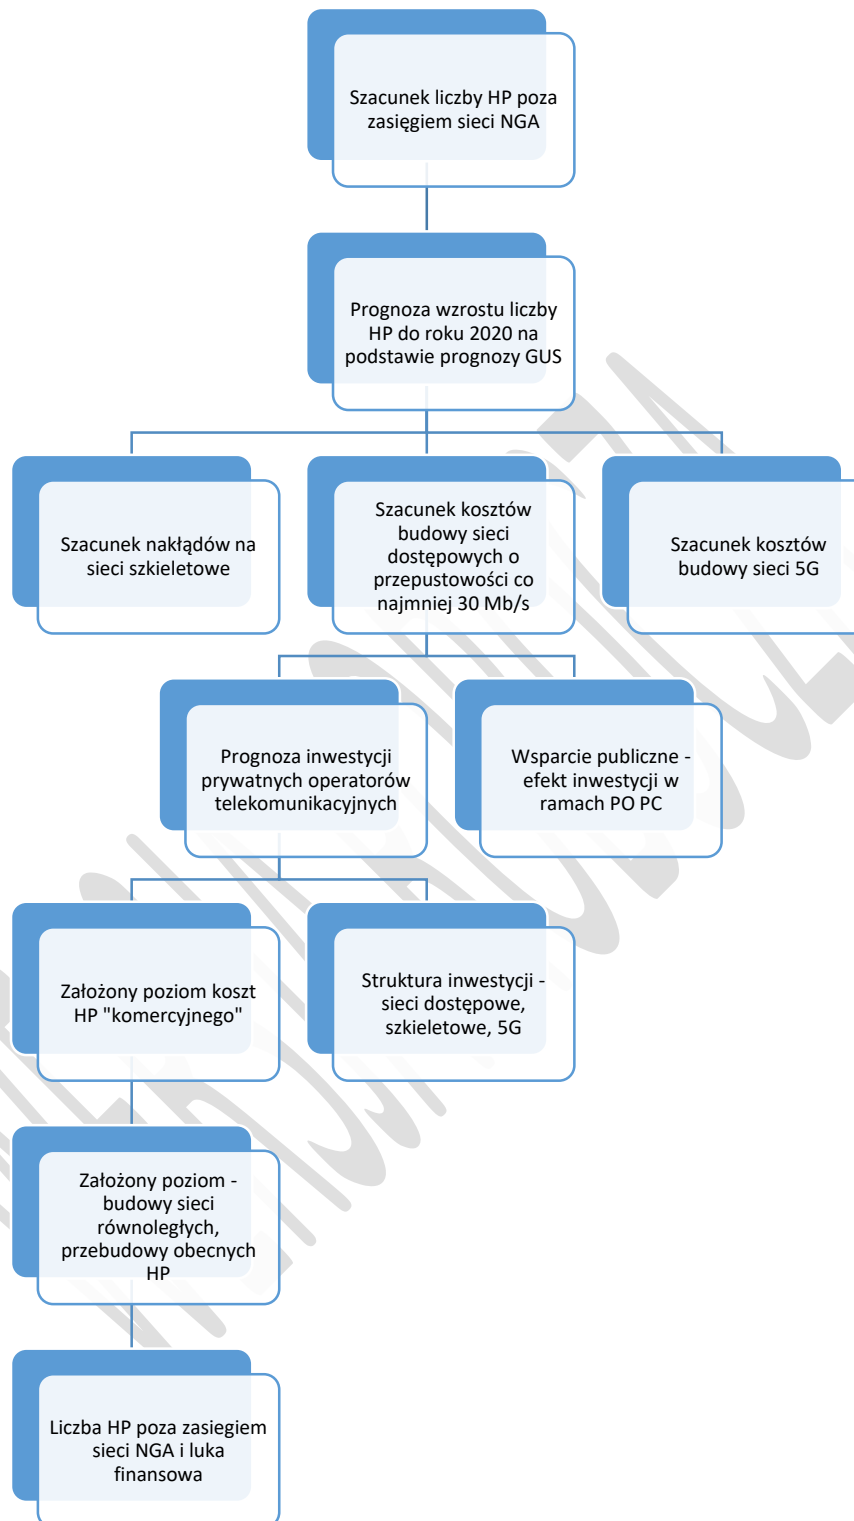 Szacunek liczby HP poza
zasięgiem sieci NGA
Prognoza wzrostu liczby
HP do roku 2020 na
podstawie prognozy GUS
Szacunek nakłądów na
sieci szkieletowe
Szacunek kosztów
budowy sieci
dostępowych o
przepustowości co
najmniej 30 Mb/s
Szacunek kosztów
budowy sieci 5G
Prognoza inwestycji
prywatnych operatorów
telekomunikacyjnych
Wsparcie publiczne -
efekt inwestycji w
ramach PO PC
Założony poziom koszt
HP "komercyjnego"
Struktura inwestycji -
sieci dostępowe,
szkieletowe, 5G
Założony poziom -
budowy sieci
równoległych,
przebudowy obecnych
HP
Liczba HP poza zasiegiem
sieci NGA i luka
finansowa